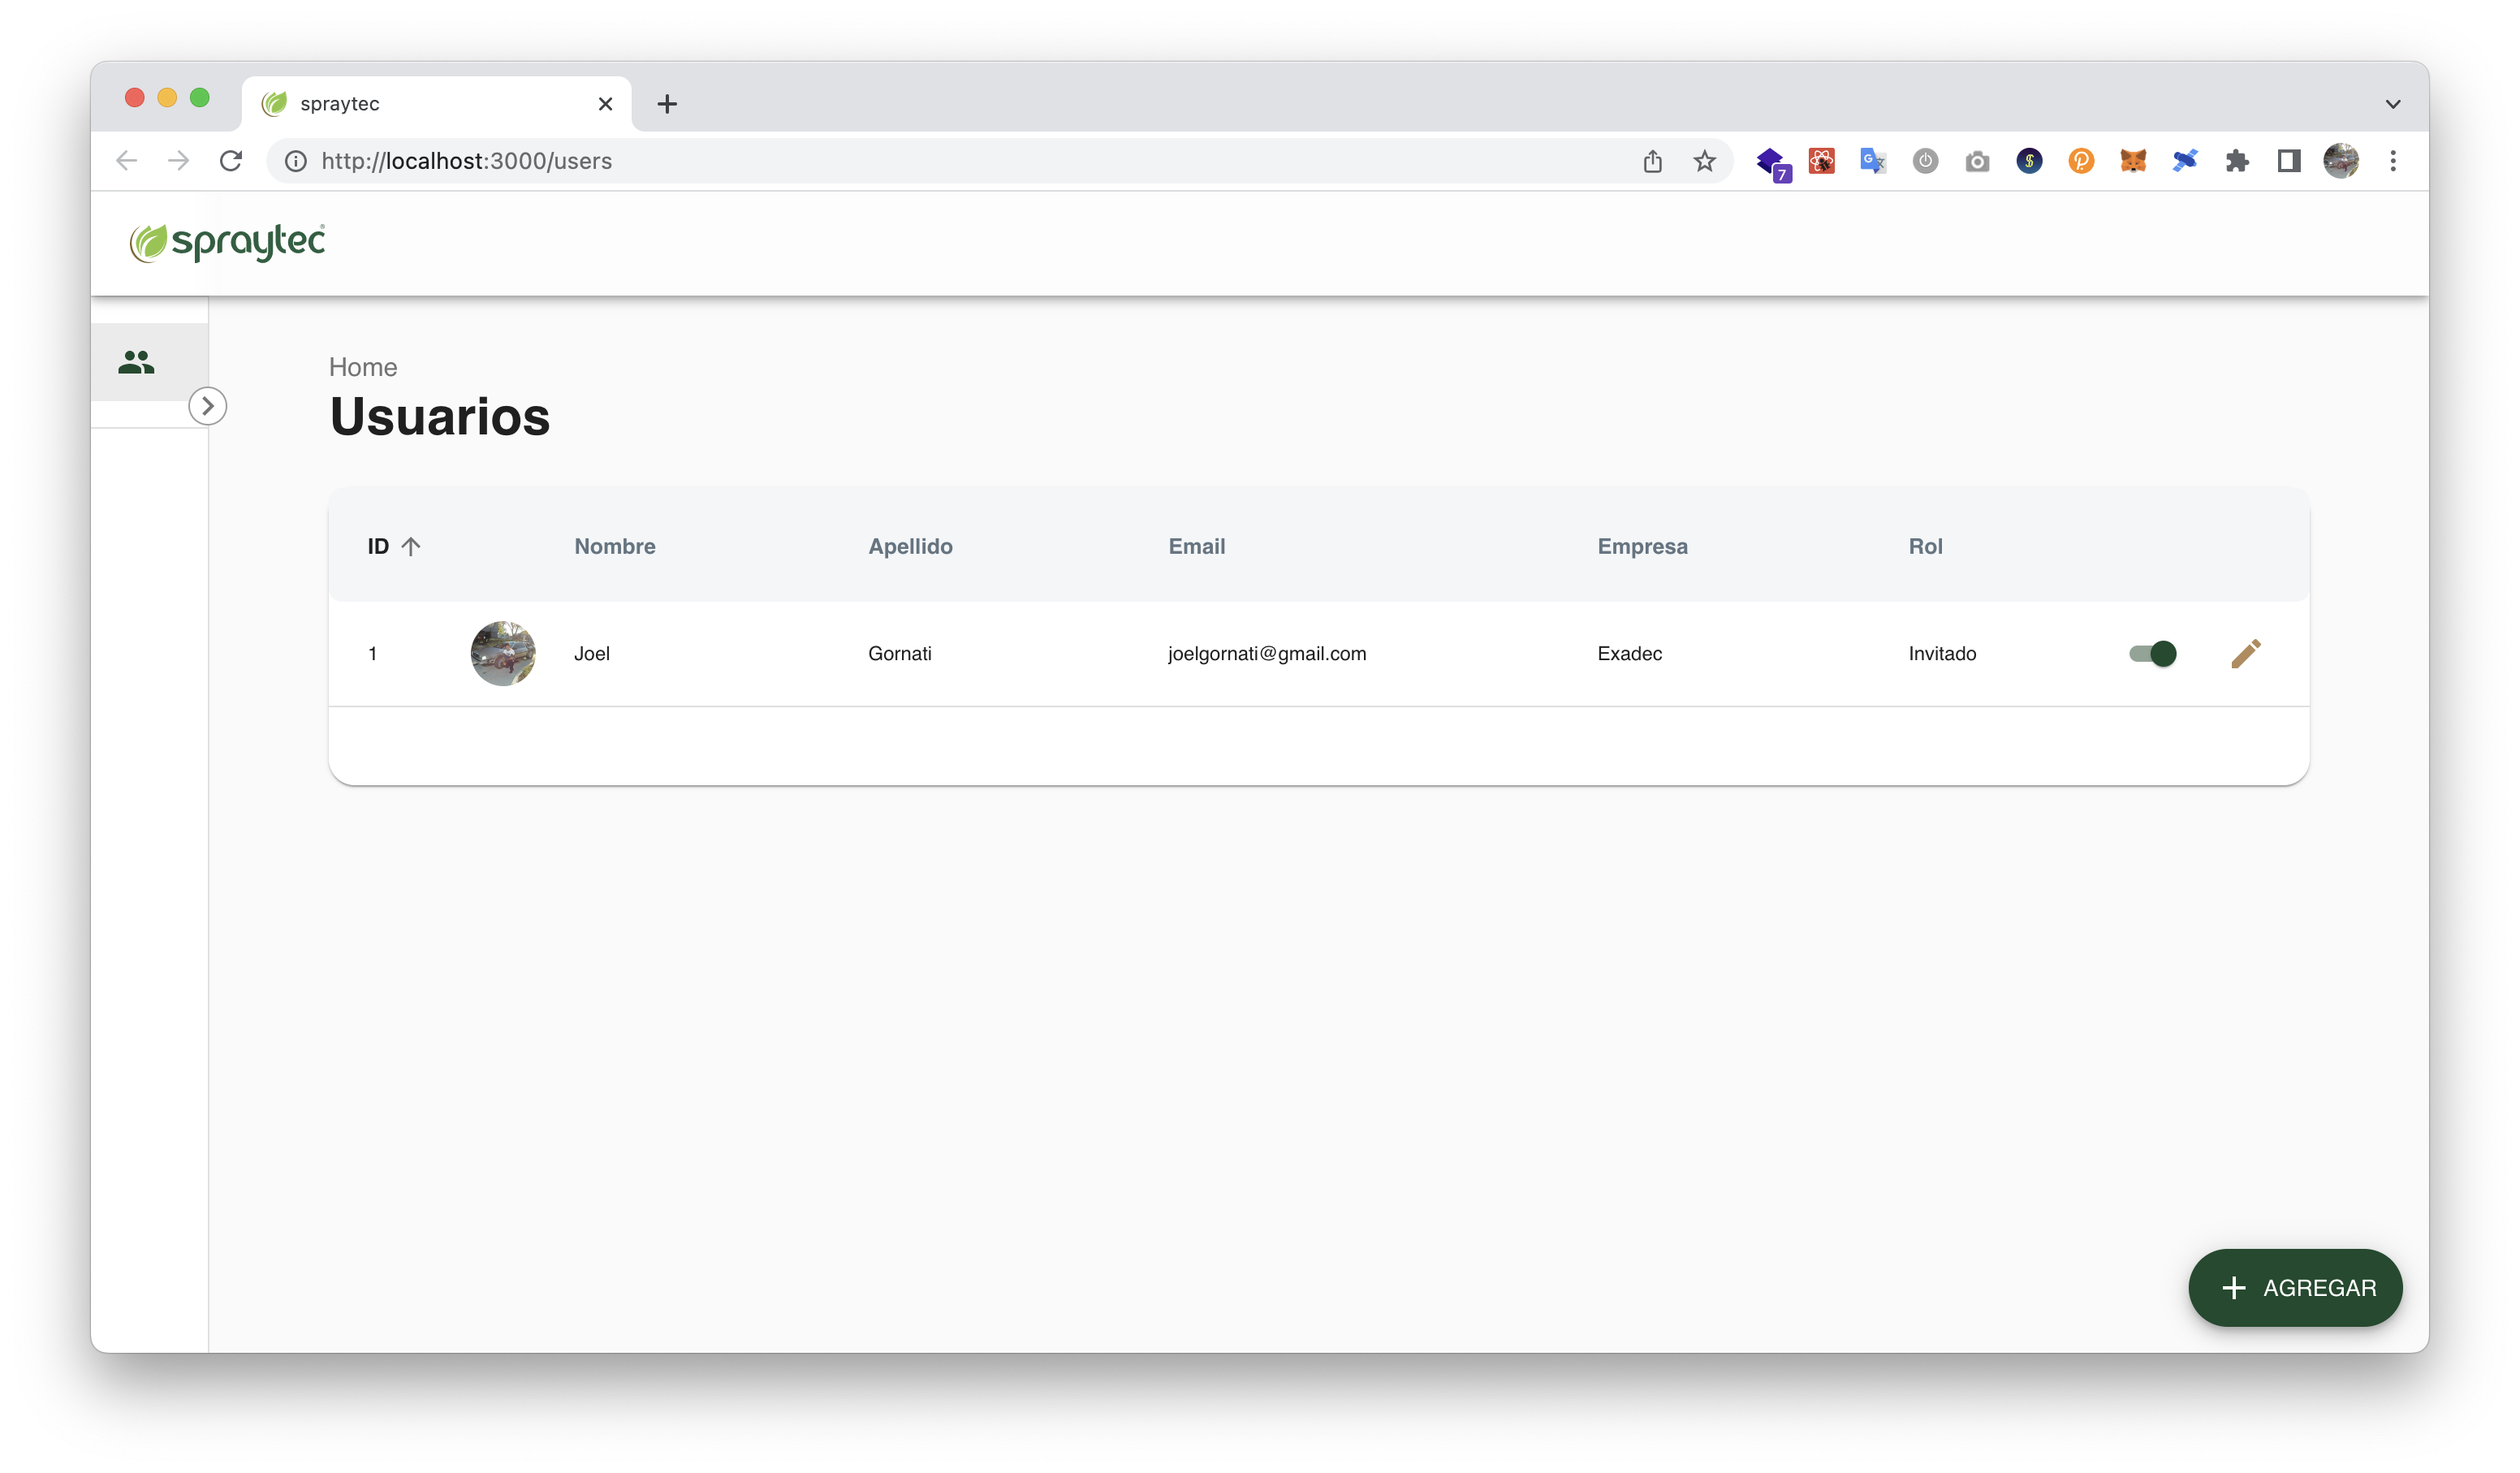 spraytec
http://localhost:3000/users
7
spraytec
Home
Usuarios
ID Nombre Apellido Email Empresa Rol
1 Joel Gornati joelgornati@gmail.com Exadec Invitado
AGREGAR